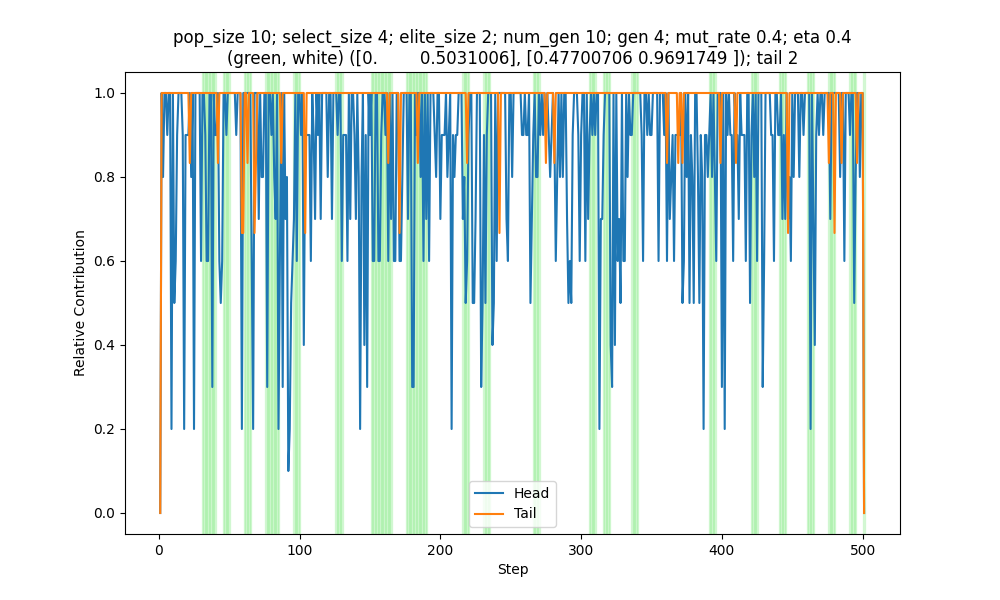 pop_size 10; select_size 4; elite_size 2; num_gen 10; gen 4; mut_rate 0.4; eta 0.4
(green, white) ([0.        0.5031006], [0.47700706 0.9691749 ]); tail 2
1.0
0.8
0.6
0.4
0.2
0.0
Relative Contribution
Head
Tail
0
100
200
300
400
500
Step